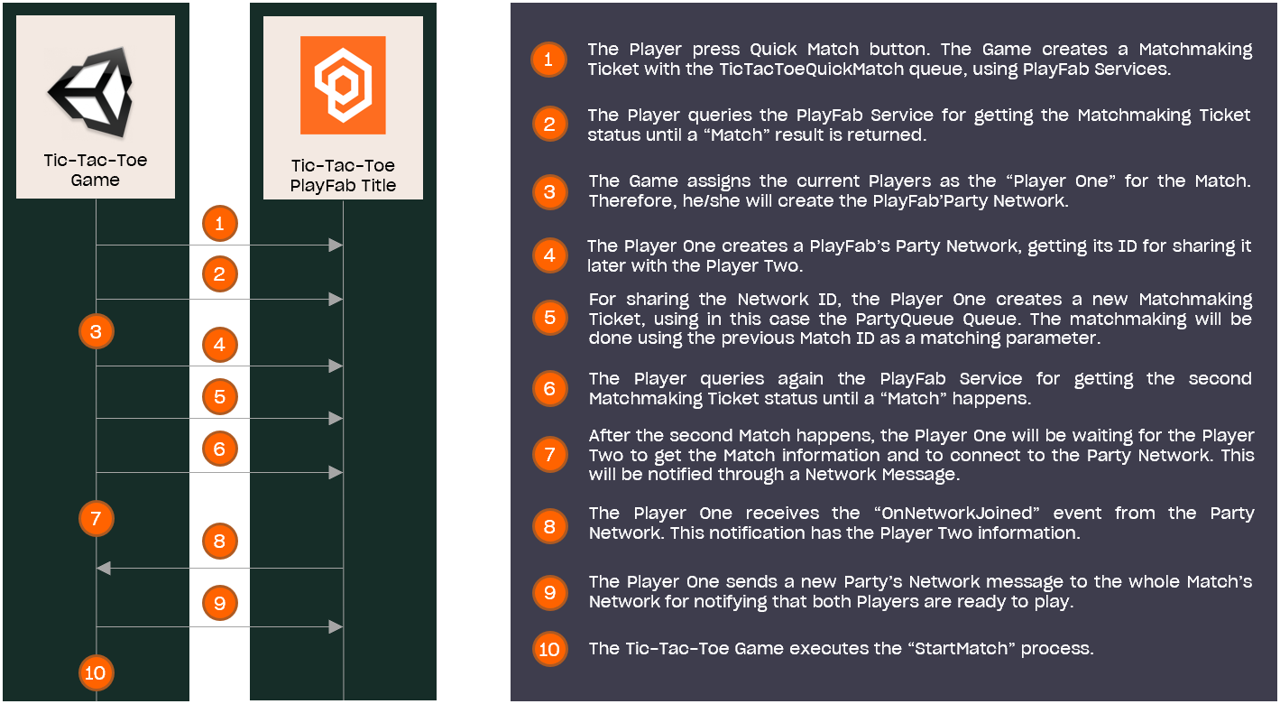 Tic-Tac-Toe
Game
Tic-Tac-Toe
PlayFab Title
1
2
3
4
5
6
7
8
9
10
1
The Player press Quick Match button. The Game creates a Matchmaking
Ticket with the TicTacToeQuickMatch queue, using PlayFab Services.
2
The Player queries the PlayFab Service for getting the Matchmaking Ticket
status until a “Match” result is returned.
3
The Game assigns the current Players as the “Player One” for the Match.
Therefore, he/she will create the PlayFab’Party Network.
4
The Player One creates a PlayFab’s Party Network, getting its ID for sharing it
later with the Player Two.
5
For sharing the Network ID, the Player One creates a new Matchmaking
Ticket, using in this case the PartyQueue Queue. The matchmaking will be
done using the previous Match ID as a matching parameter.
6
The Player queries again the PlayFab Service for getting the second
Matchmaking Ticket status until a “Match” happens.
7
After the second Match happens, the Player One will be waiting for the Player
Two to get the Match information and to connect to the Party Network. This
will be notified through a Network Message.
8
The Player One receives the “OnNetworkJoined” event from the Party
Network. This notification has the Player Two information.
9
The Player One sends a new Party’s Network message to the whole Match’s
Network for notifying that both Players are ready to play.
10
The Tic-Tac-Toe Game executes the “StartMatch” process.